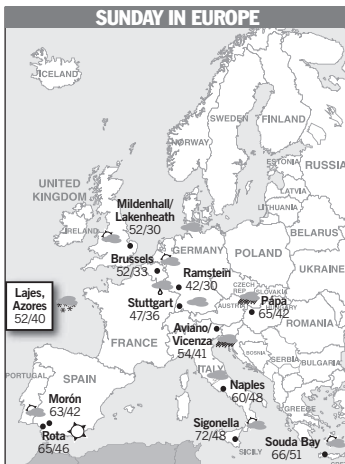 SUNDAY IN EUROPE
ICELAND
SWEDEN
FINLAND
NORWAY
ESTONIA
RUSSIA
LATVIA
LITHUANIA
UNITED
KINGDOM
IRELAND
Mildenhall/
Lakenheath
52/30
BELARUS
POLAND
GERMANY
Brussels
52/33
Ramstein
42/30
UKRAINE
CZECH
REP.
SLOVAKIA
Lajes,
Azores
52/40
Stuttgart
47/36
AUSTRIA
HUNGARY
Pápa
65/42
FRANCE
Aviano/
Vicenza
54/41
ROMANIA
BOSNIA
SERBIA
BULGARIA
ITALY
PORTUGAL
SPAIN
Morón
63/42
Rota
65/46
Naples
60/48
GREECE
Sigonella
72/48
SICILY
Souda Bay
66/51